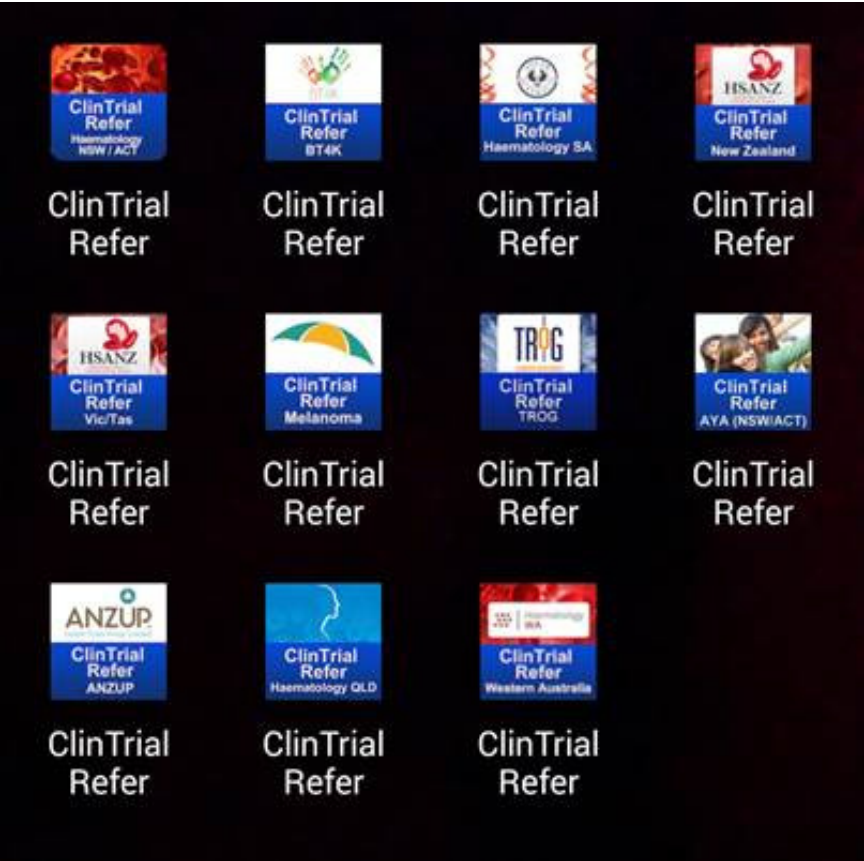 ClinTrial
Refer
Haematology
NSW / ACT
ClinTrial
Refer
BT4K
ClinTrial
Refer
Haematology SA
HSANZ
ClinTrial
Refer
New Zealand
ClinTrial
Refer
ClinTrial
Refer
ClinTrial
Refer
ClinTrial
Refer
HSANZ
ClinTrial
Refer
Vic/Tas
ClinTrial
Refer
Melanoma
TROG
ClinTrial
Refer
TROG
ClinTrial
Refer
AYA (NSW/ACT)
ClinTrial
Refer
ClinTrial
Refer
ClinTrial
Refer
ClinTrial
Refer
ANZUP
ClinTrial
Refer
ANZUP
ClinTrial
Refer
Haematology QLD
Haematology
WA
ClinTrial
Refer
Western Australia
ClinTrial
Refer
ClinTrial
Refer
ClinTrial
Refer